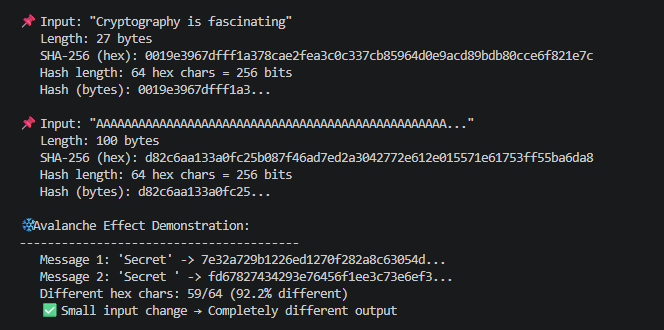 📌 Input: "Cryptography is fascinating"
Length: 27 bytes
SHA-256 (hex): 0019e3967dfff1a378cae2fea3c0c337cb85964d0e9acd89bdb80cce6f821e7c
Hash length: 64 hex chars = 256 bits
Hash (bytes): 0019e3967dfff1a3...
📌 Input: "AAAAAAAAAAAAAAAAAAAAAAAAAAAAAAAAAAAAAAAAAAAAAAAAAA..."
Length: 100 bytes
SHA-256 (hex): d82c6aa133a0fc25b087f46ad7ed2a3042772e612e015571e61753ff55ba6da8
Hash length: 64 hex chars = 256 bits
Hash (bytes): d82c6aa133a0fc25...
❄️Avalanche Effect Demonstration:
----------------------------------------
Message 1: 'Secret' -> 7e32a729b1226ed1270f282a8c63054d...
Message 2: 'Secret ' -> fd67827434293e76456f1ee3c73e6ef3...
Different hex chars: 59/64 (92.2% different)
✅ Small input change → Completely different output